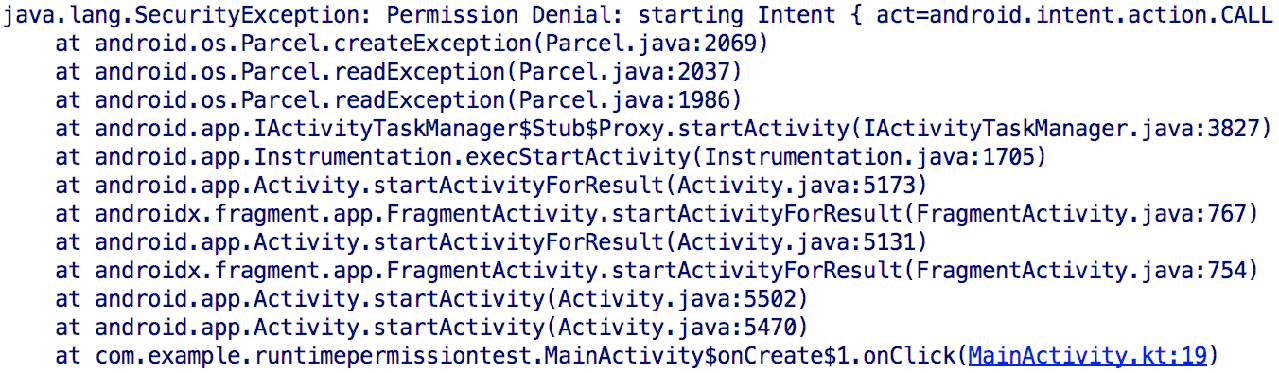 java.lang.SecurityException: Permission Denial: starting Intent { act=android.intent.action.CALL
at android.os.Parcel.createException(Parcel.java:2069)
at android.os.Parcel.readException(Parcel.java:2037)
at android.os.Parcel.readException(Parcel.java:1986)
at android.app.IActivityTaskManager$Stub$Proxy.startActivity(IActivityTaskManager.java:3827)
at android.app.Instrumentation.execStartActivity(Instrumentation.java:1705)
at android.app.Activity.startActivityForResult(Activity.java:5173)
at androidx.fragment.app.FragmentActivity.startActivityForResult(FragmentActivity.java:767)
at android.app.Activity.startActivityForResult(Activity.java:5131)
at androidx.fragment.app.FragmentActivity.startActivityForResult(FragmentActivity.java:754)
at android.app.Activity.startActivity(Activity.java:5502)
at android.app.Activity.startActivity(Activity.java:5470)
at com.example.runtimepermissiontest.MainActivity$onCreate$1.onClick(MainActivity.kt:19)